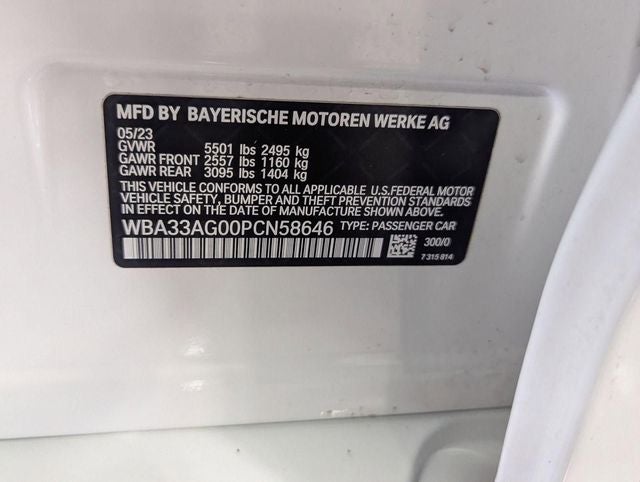 MFD BY BAYERISCHE MOTOREN WERKE AG
05/23
GVWR 5501 lbs 2495 kg
GAWR FRONT 2557 lbs 1160 kg
GAWR REAR 3095 lbs 1404 kg
THIS VEHICLE CONFORMS TO ALL APPLICABLE U.S.FEDERAL MOTOR
VEHICLE SAFETY, BUMPER AND THEFT PREVENTION STANDARDS
IN EFFECT ON THE DATE OF MANUFACTURE SHOWN ABOVE.
WBA33AG00PCN58646 TYPE: PASSENGER CAR
300/0
7 315 814